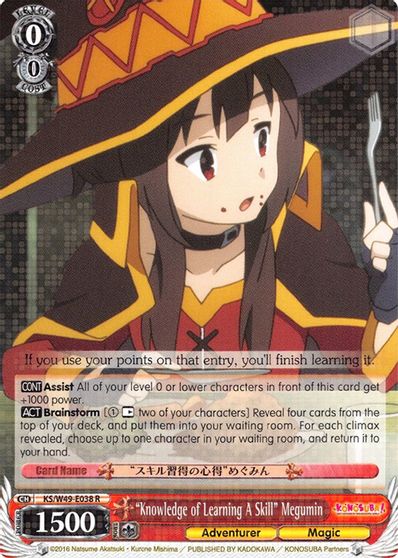 LEVEL
0
0
COST
If you use your points on that entry, you'll finish learning it.
CONT Assist All of your level 0 or lower characters in front of this card get
+1000 power.
ACT Brainstorm [① two of your characters] Reveal four cards from the
top of your deck, and put them into your waiting room. For each climax
revealed, choose one character in your waiting room, and return it to
your hand.
Card Name
“スキル習得の心得”めぐみん
CH KS/W49-E038 R
POWER
1500
SOUL
"Knowledge of Learning A Skill" Megumin
KONOSUBA!
Adventurer
Magic
©2016 Natsume Akatsuki・Kurone Mishima / PUBLISHED BY KADOKAWA / KONOSUBA Partners